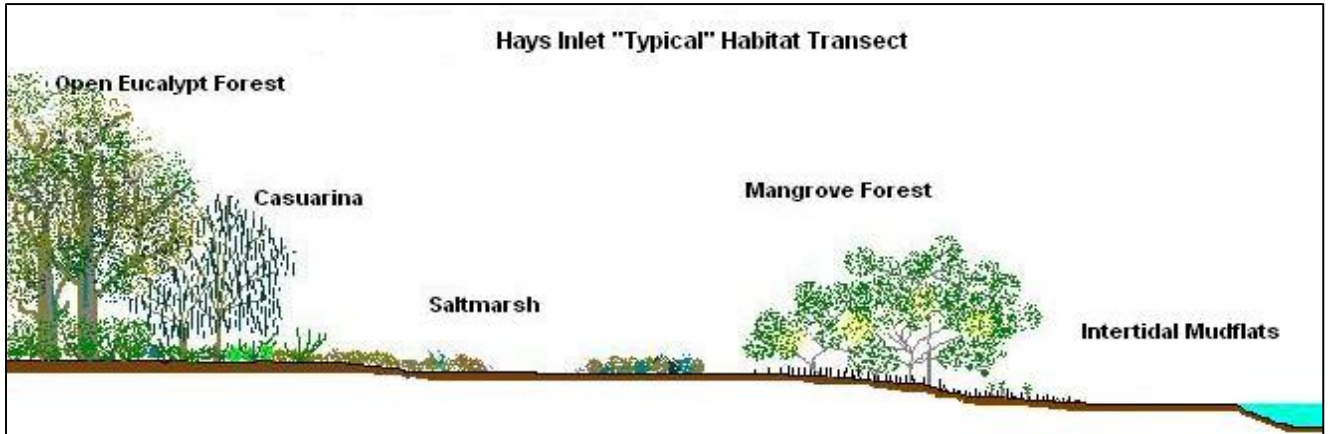 Hays Inlet "Typical" Habitat Transect
Open Eucalypt Forest
Casuarina
Mangrove Forest
Saltmarsh
Intertidal Mudflats